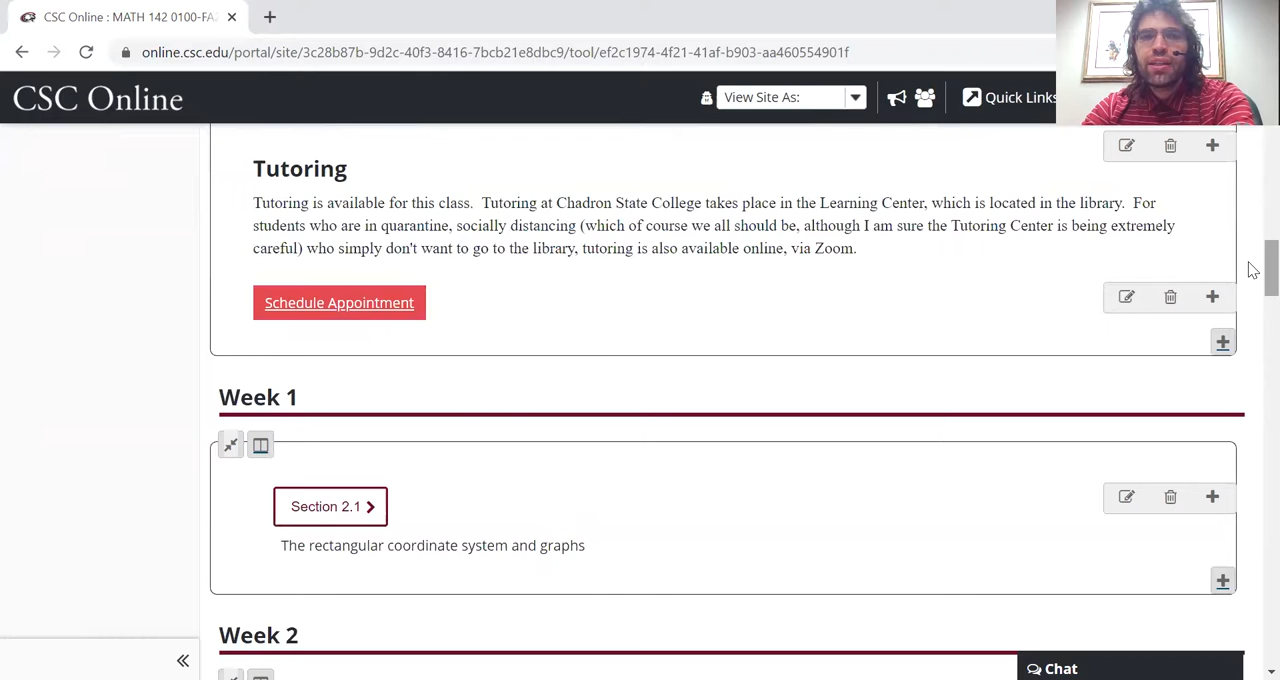 CSC Online : MATH 142 0100-FA2
online.csc.edu/portal/site/3c28b87b-9d2c-40f3-8416-7bcb21e8dbc9/tool/ef2c1974-4f21-41af-b903-aa460554901f
CSC Online
View Site As:
Quick Links
Tutoring
Tutoring is available for this class. Tutoring at Chadron State College takes place in the Learning Center, which is located in the library. For
students who are in quarantine, socially distancing (which of course we all should be, although I am sure the Tutoring Center is being extremely
careful) who simply don't want to go to the library, tutoring is also available online, via Zoom.
Schedule Appointment
Week 1
Section 2.1
The rectangular coordinate system and graphs
Week 2
Chat